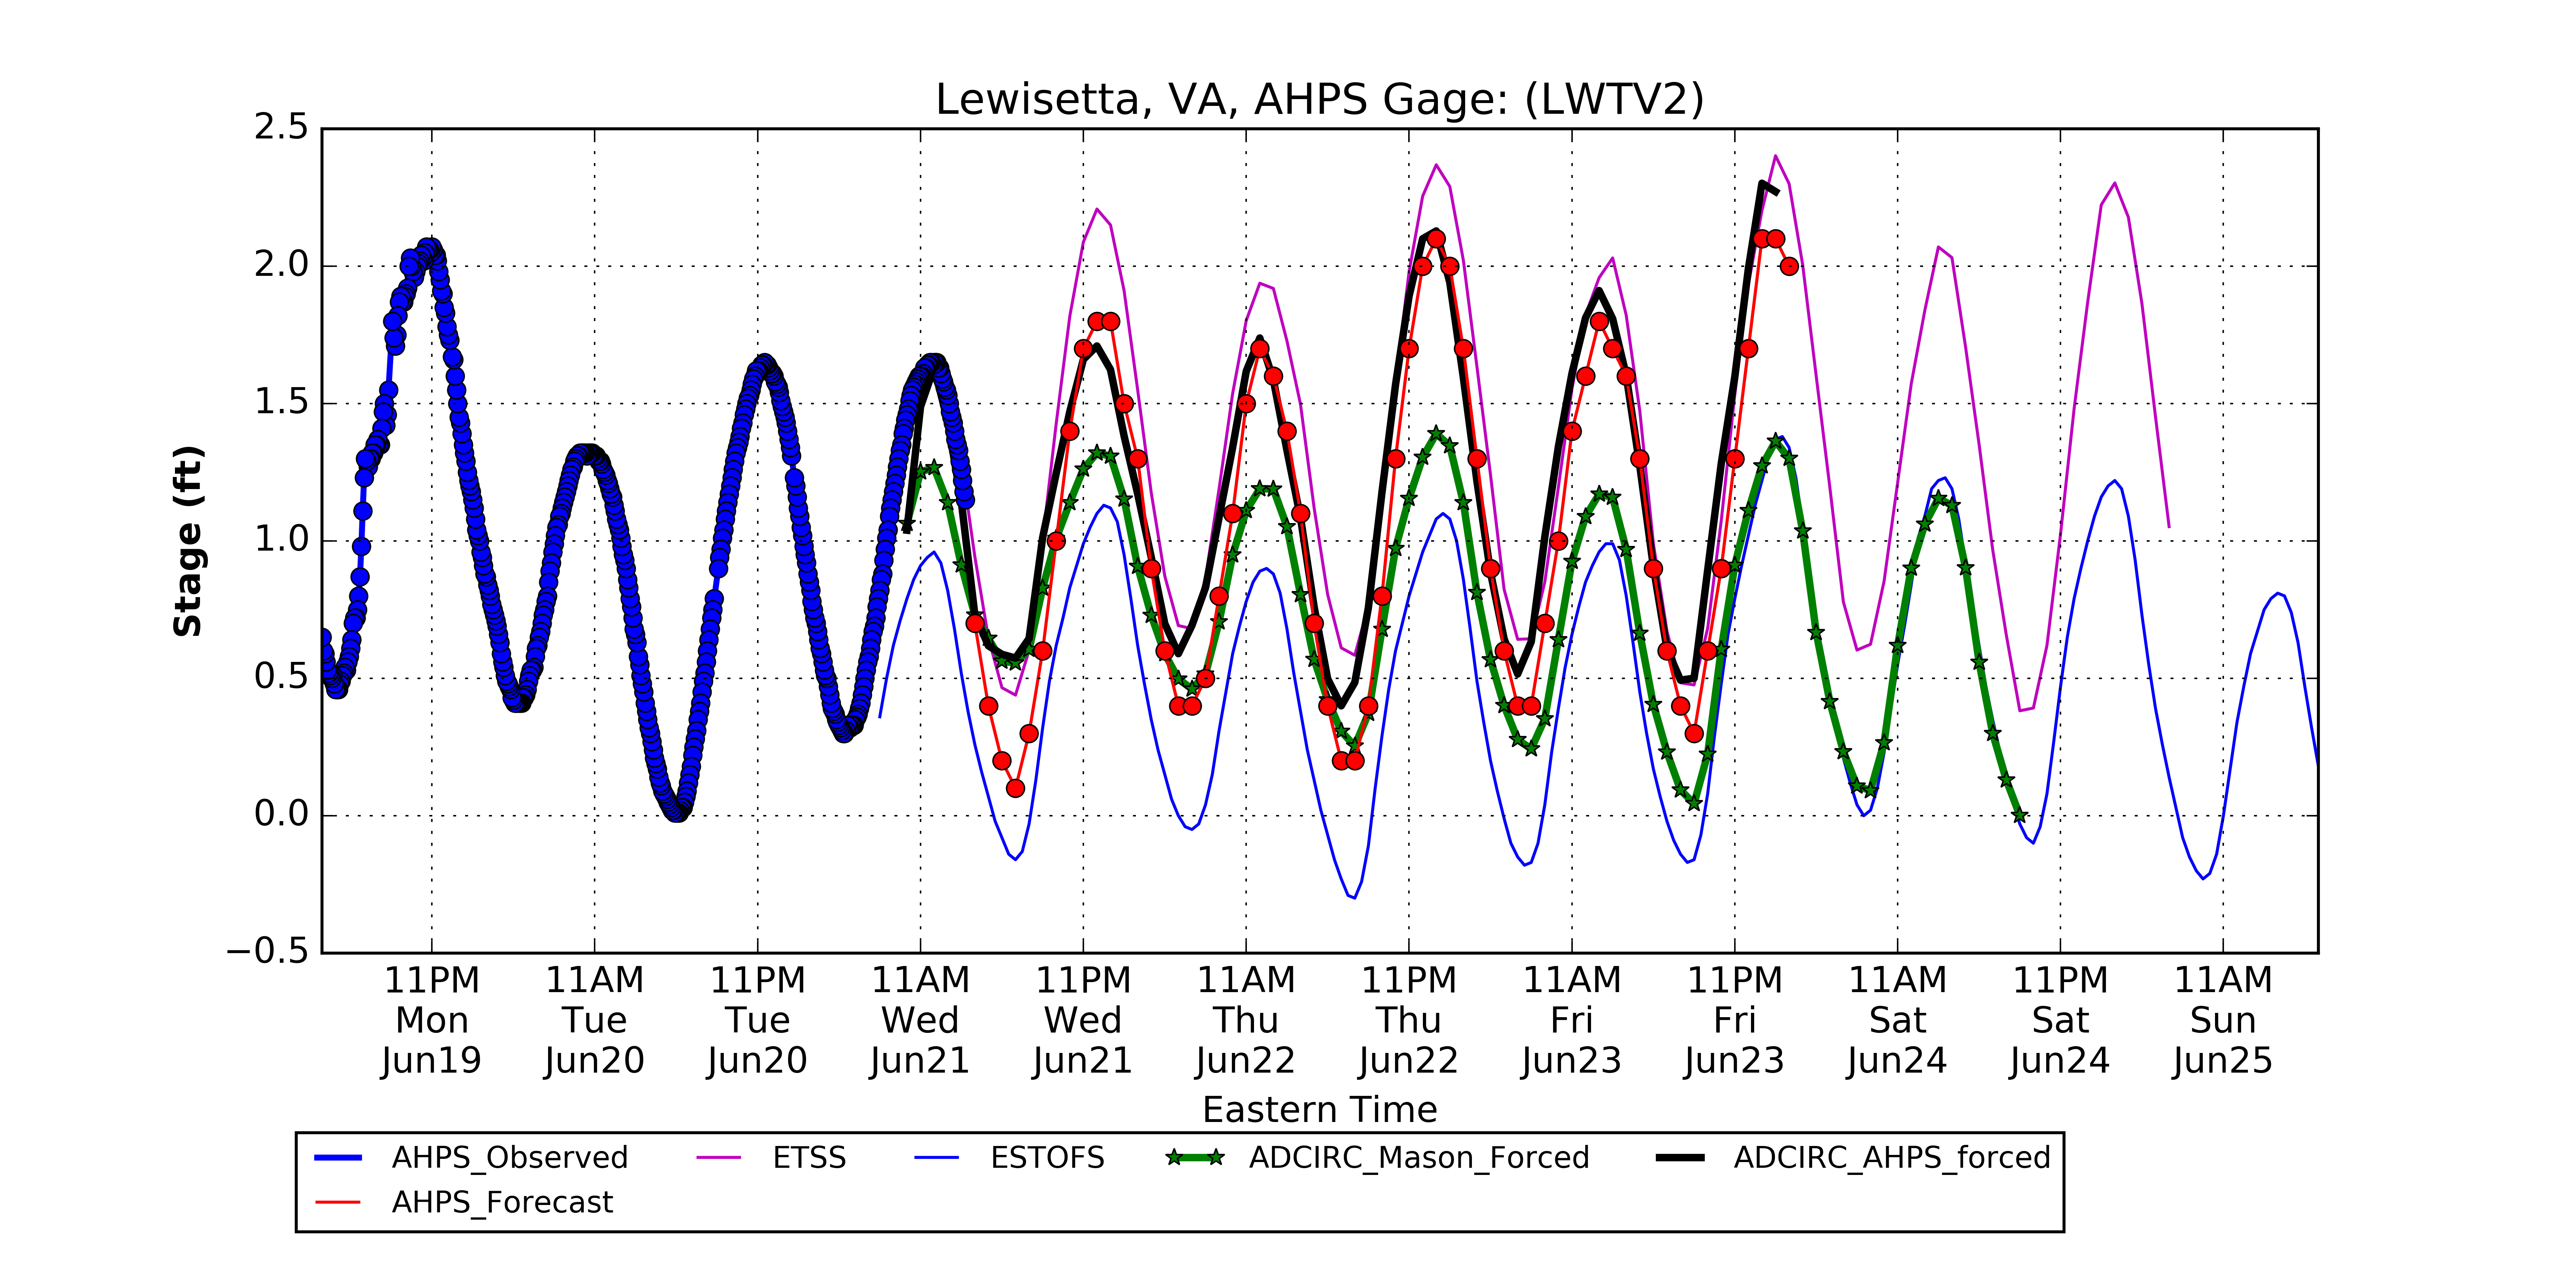 Lewisetta, VA, AHPS Gage: (LWTV2)
Stage (ft)
2.5
2.0
1.5
1.0
0.5
0.0
−0.5
11PM Mon Jun19
11AM Tue Jun20
11PM Tue Jun20
11AM Wed Jun21
11PM Wed Jun21
11AM Thu Jun22
11PM Thu Jun22
11AM Fri Jun23
11PM Fri Jun23
11AM Sat Jun24
11PM Sat Jun24
11AM Sun Jun25
Eastern Time
AHPS_Observed
AHPS_Forecast
ETSS
ESTOFS
ADCIRC_Mason_Forced
ADCIRC_AHPS_forced